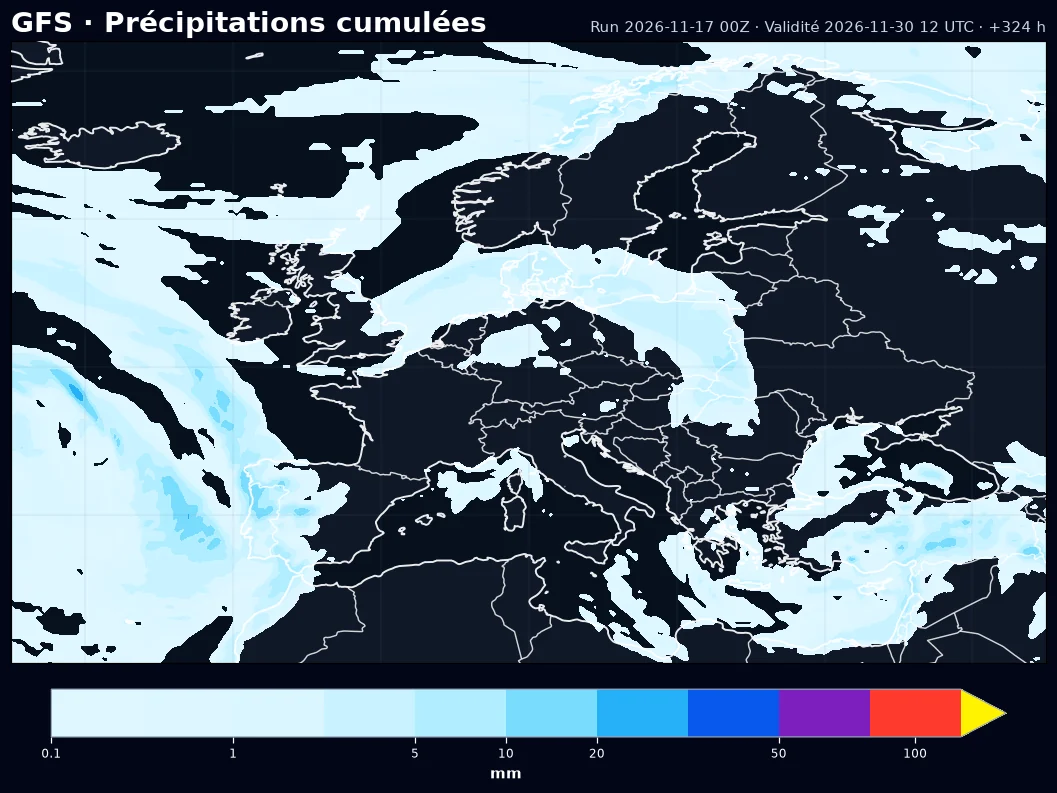 GFS · Précipitations cumulées
Run 2026-11-17 00Z · Validité 2026-11-30 12 UTC · +324 h
0.1 1 5 10 20 50 100
mm